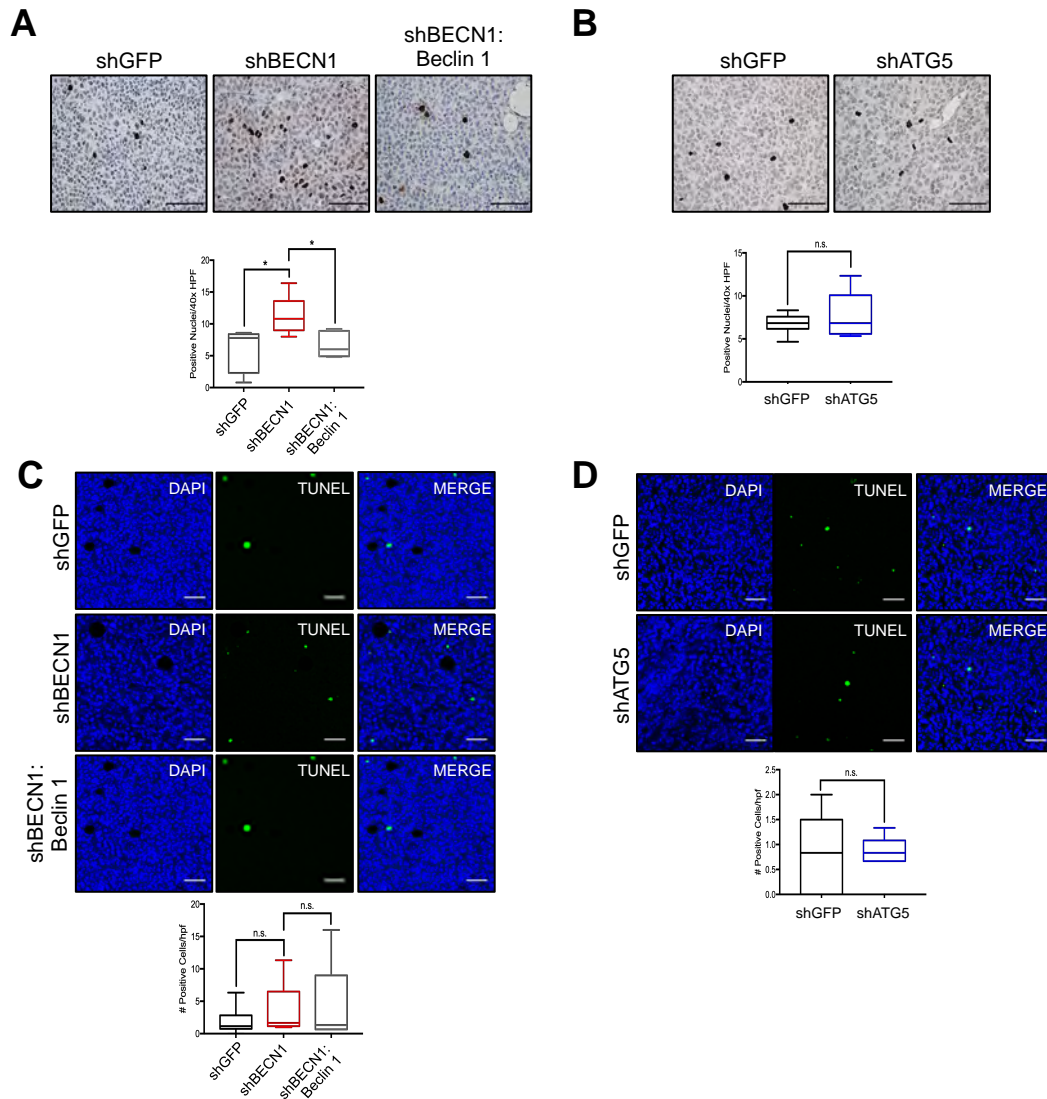 A
shGFP
shBECN1
shBECN1:
Beclin 1
Positive Nuclei/40x HPF
20
15
10
5
0
*
*
shGFP
shBECN1
shBECN1:
Beclin 1
B
shGFP
shATG5
Positive Nuclei/40x HPF
15
10
5
0
n.s.
shGFP
shATG5
C
shGFP
DAPI
TUNEL
MERGE
shBECN1
DAPI
TUNEL
MERGE
shBECN1:
Beclin 1
DAPI
TUNEL
MERGE
# Positive Cells/hpf
20
15
10
5
0
n.s.
n.s.
shGFP
shBECN1
shBECN1:
Beclin 1
D
shGFP
DAPI
TUNEL
MERGE
shATG5
DAPI
TUNEL
MERGE
# Positive Cells/hpf
2.5
2.0
1.5
1.0
0.5
0.0
n.s.
shGFP
shATG5